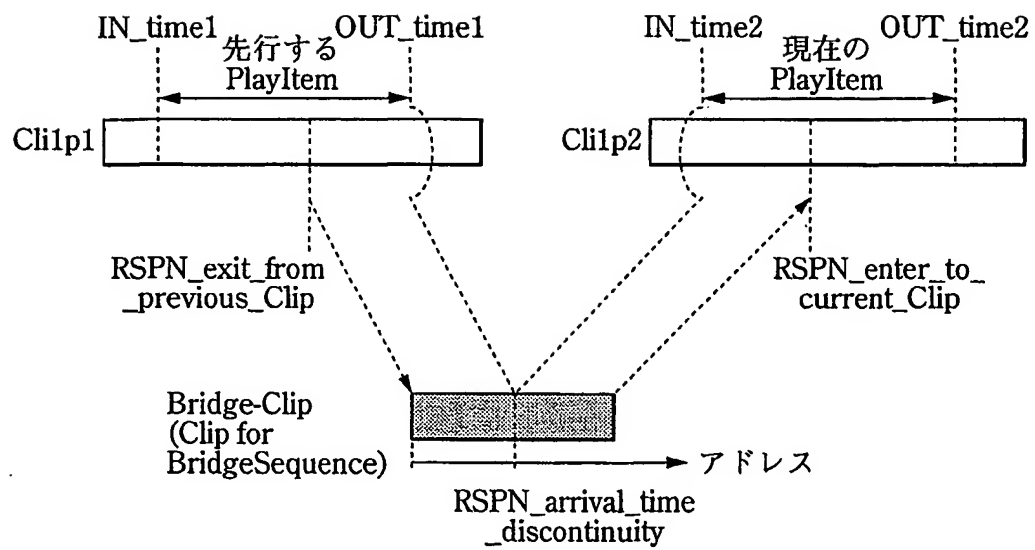 IN_time1
OUT_time1
先行する
PlayItem
Cli1p1
RSPN_exit_from
_previous_Clip
IN_time2
OUT_time2
現在の
PlayItem
Cli1p2
RSPN_enter_to_
current_Clip
Bridge-Clip
(Clip for
BridgeSequence)
アドレス
RSPN_arrival_time
_discontinuity